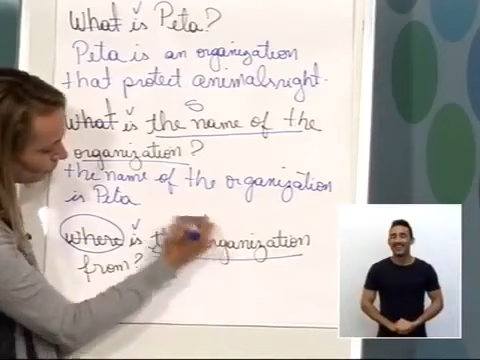 What is Peta?
Peta is an organization
that protect animals right.
S
What is the name of the
organization?
the name of the organization
is Peta
where is organization
from?